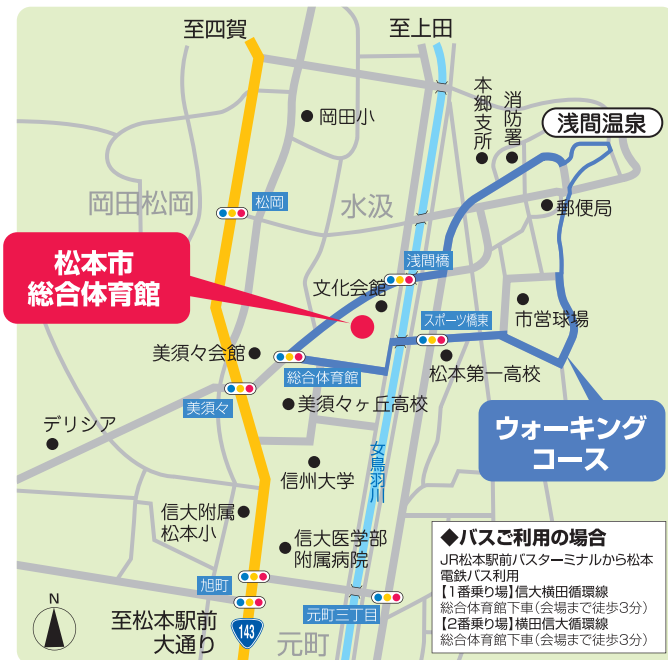 至四賀
至上田
本郷支所
消防署
浅間温泉
岡田小
岡田松岡
松岡
水汲
郵便局
松本市
総合体育館
浅間橋
文化会館
スポーツ橋東
市営球場
美須々会館
総合体育館
松本第一高校
美須々
美須々ヶ丘高校
ウォーキング
コース
デリシア
女鳥羽川
信州大学
信大附属
松本小
信大医学部
附属病院
旭町
元町三丁目
N
至松本駅前
大通り
143
元町
◆バスご利用の場合
JR松本駅前バスターミナルから松本
電鉄バス利用
【1番乗り場】信大横田循環線
総合体育館下車(会場まで徒歩3分)
【2番乗り場】横田信大循環線
総合体育館下車(会場まで徒歩3分)